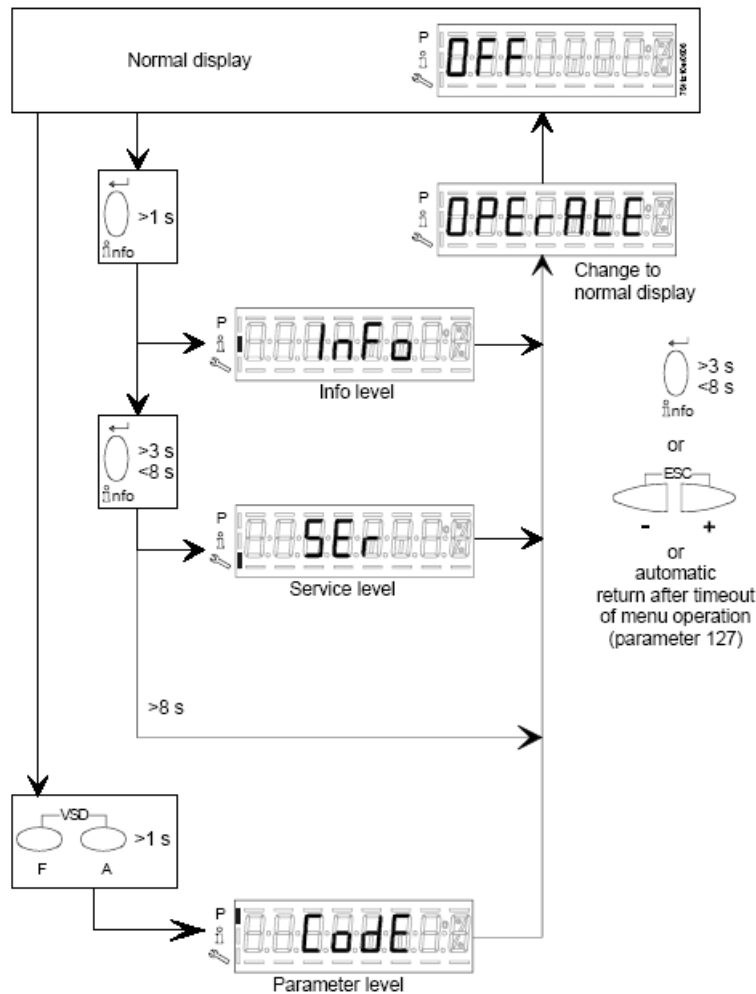 Normal display
P
OFF
>1 s
info
P
OPErAtE
Change to
normal display
P
InFo
Info level
>3 s
<8 s
info
>3 s
<8 s
info
or
P
SEr
Service level
ESC
- +
or
automatic
return after timeout
of menu operation
(parameter 127)
>8 s
VSD
>1 s
F A
P
CodE
Parameter level